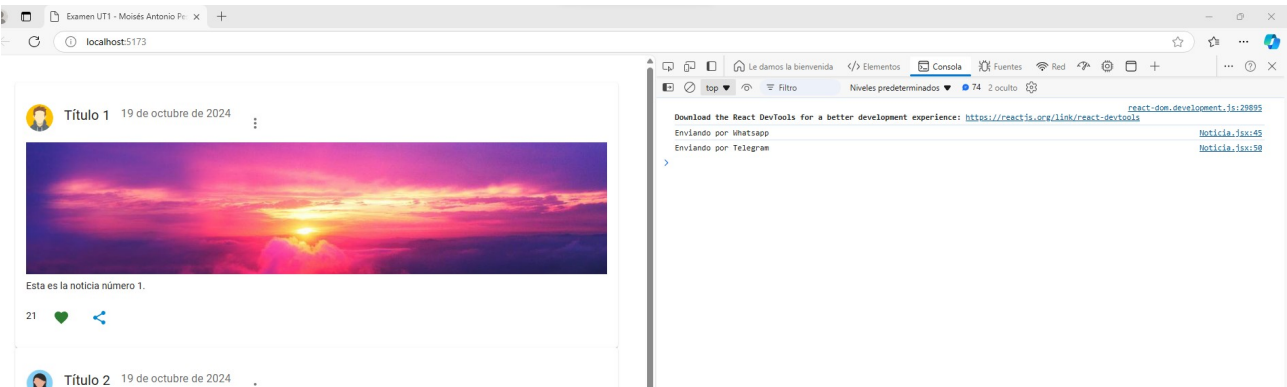 Examen UT1 - Moisés Antonio Pe
localhost:5173
Le damos la bienvenida Elementos Consola Fuentes Red
top Filtro Niveles predeterminados 74 2 oculto
react-dom.development.js:29895
Download the React DevTools for a better development experience: https://reactjs.org/link/react-devtools
Enviando por Whatsapp Noticia.jsx:45
Enviando por Telegram Noticia.jsx:50
Título 1 19 de octubre de 2024
Esta es la noticia número 1.
21
Título 2 19 de octubre de 2024